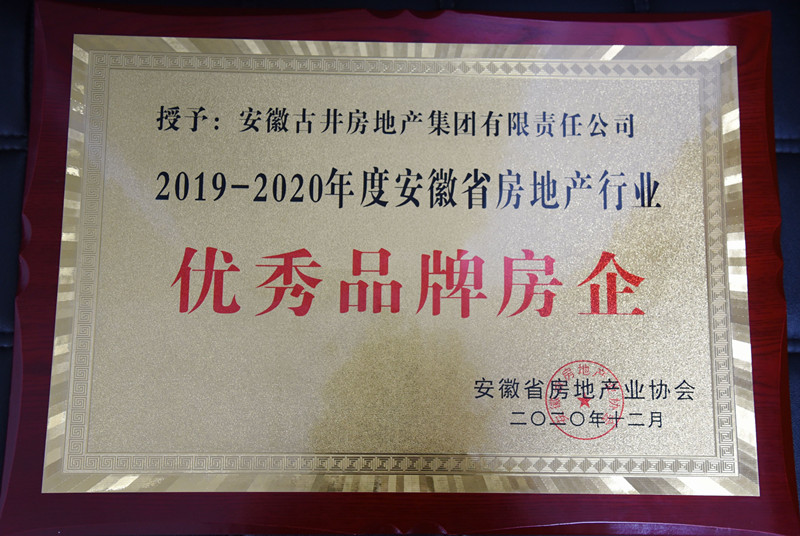 授予：安徽古井房地产集团有限责任公司
2019-2020年度安徽省房地产行业
优秀品牌房企
安徽省房地产业协会
二〇二〇年十二月